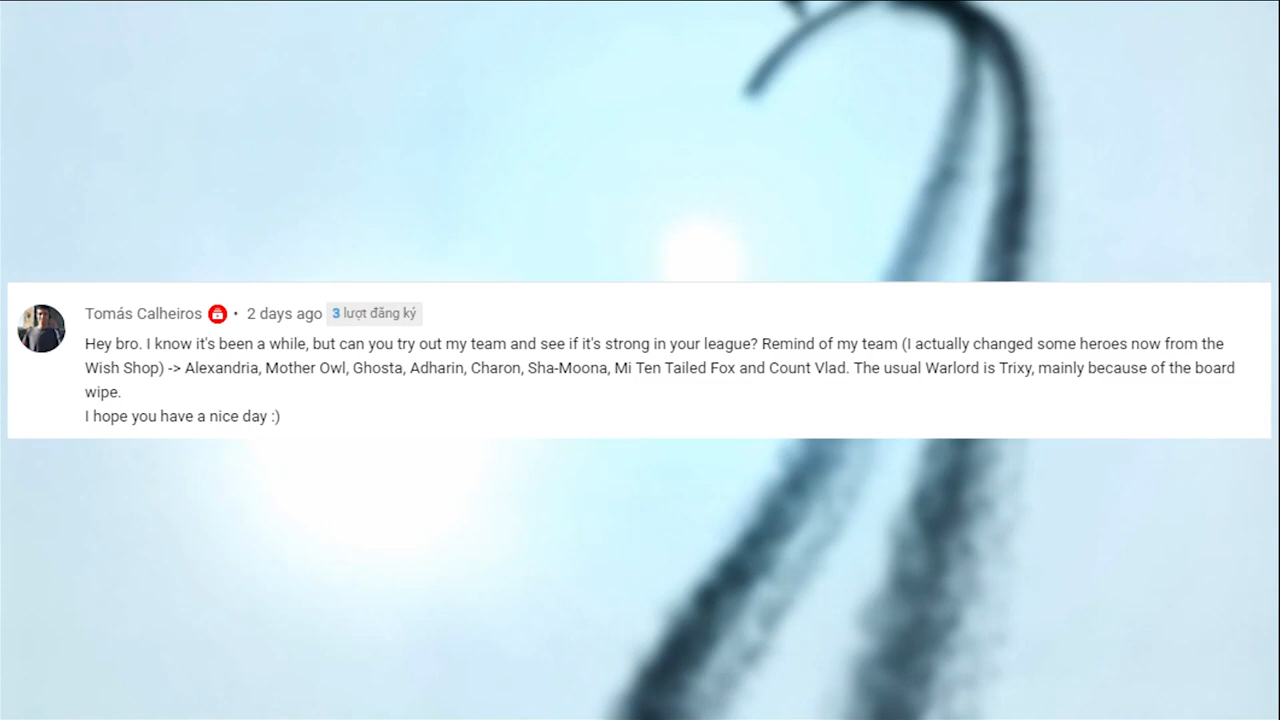 Tomás Calheiros • 2 days ago 3 lượt đăng ký
Hey bro. I know it's been a while, but can you try out my team and see if it's strong in your league? Remind of my team (I actually changed some heroes now from the
Wish Shop) -> Alexandria, Mother Owl, Ghosta, Adharin, Charon, Sha-Moona, Mi Ten Tailed Fox and Count Vlad. The usual Warlord is Trixy, mainly because of the board
wipe.
I hope you have a nice day :)